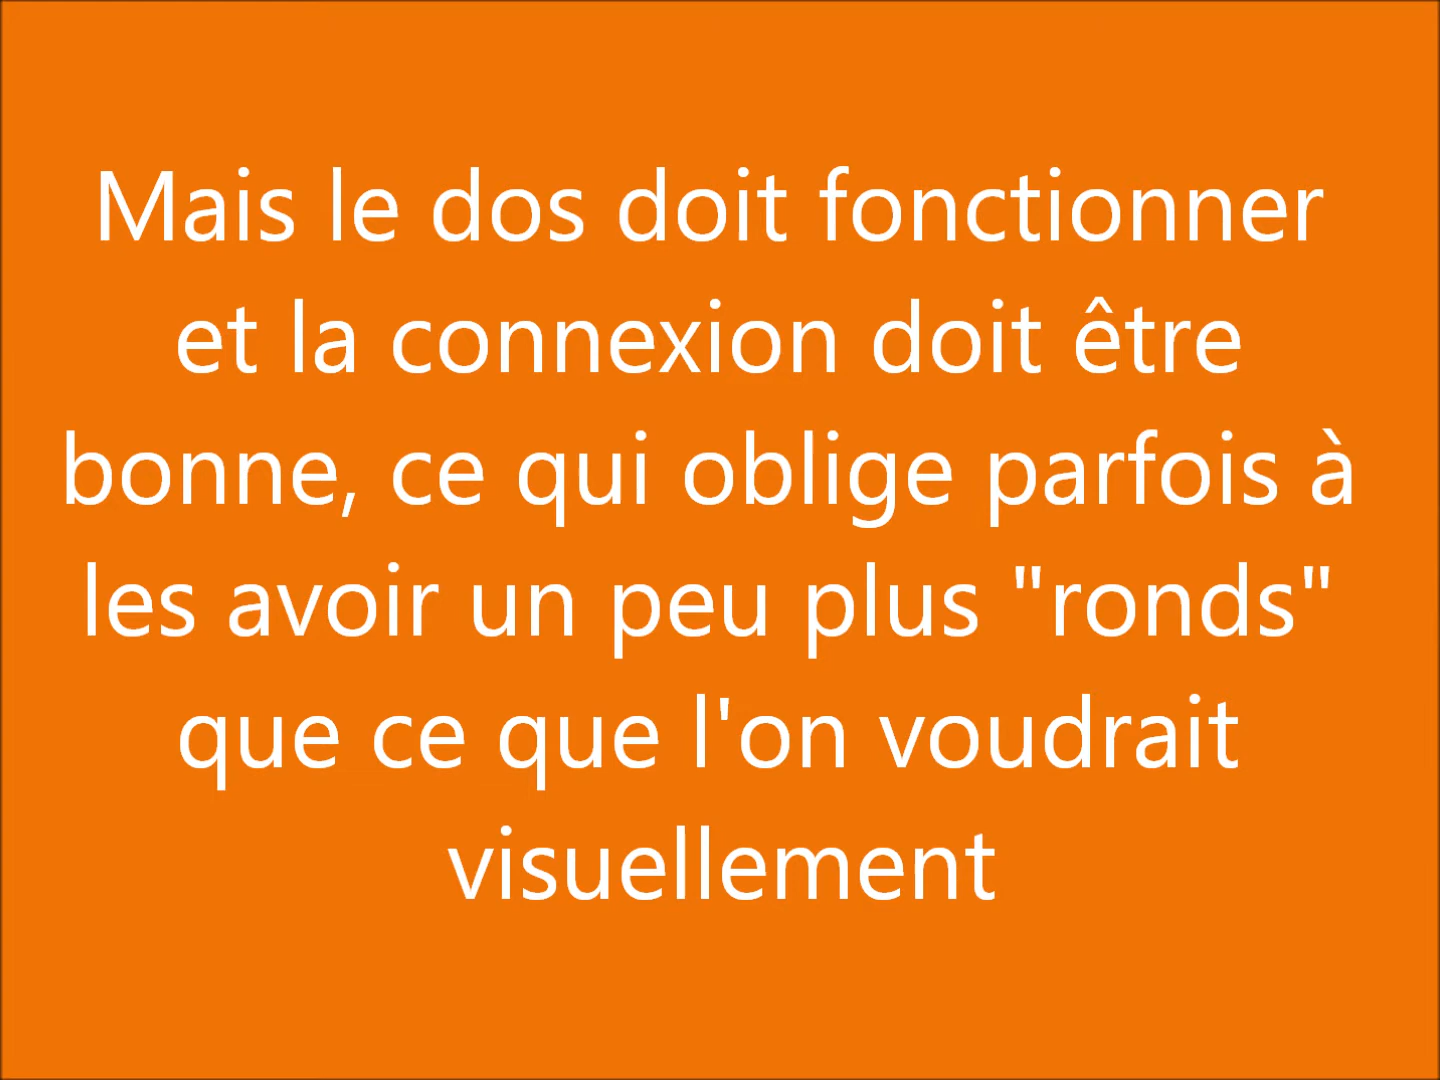 Mais le dos doit fonctionner
et la connexion doit être
bonne, ce qui oblige parfois à
les avoir un peu plus "ronds"
que ce que l'on voudrait
visuellement